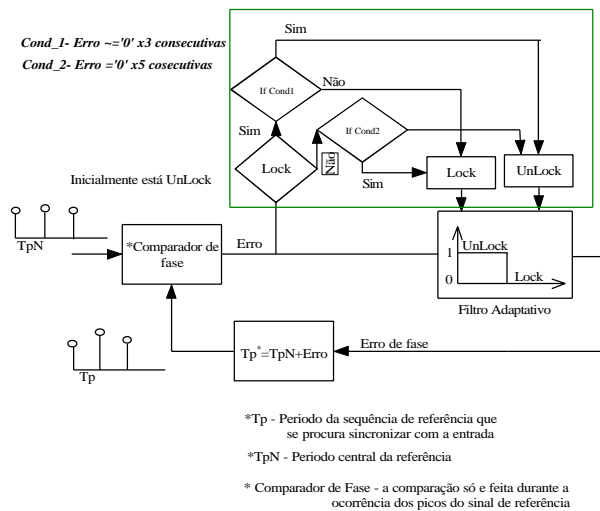 Cond_1- Erro ~='0' x3 consecutivas
Cond_2- Erro ='0' x5 cosecutivas
Sim
If Cond1
Não
Sim
If Cond2
Lock
Não
Sim
Lock
UnLock
Inicialmente está UnLock
TpN
*Comparador de
fase
Erro
1
UnLock
0
Lock
Filtro Adaptativo
Tp
Tp*=TpN+Erro
Erro de fase
*Tp - Periodo da sequência de referência que
se procura sincronizar com a entrada
*TpN - Periodo central da referência
* Comparador de Fase - a comparação só e feita durante a
ocorrência dos picos do sinal de referência